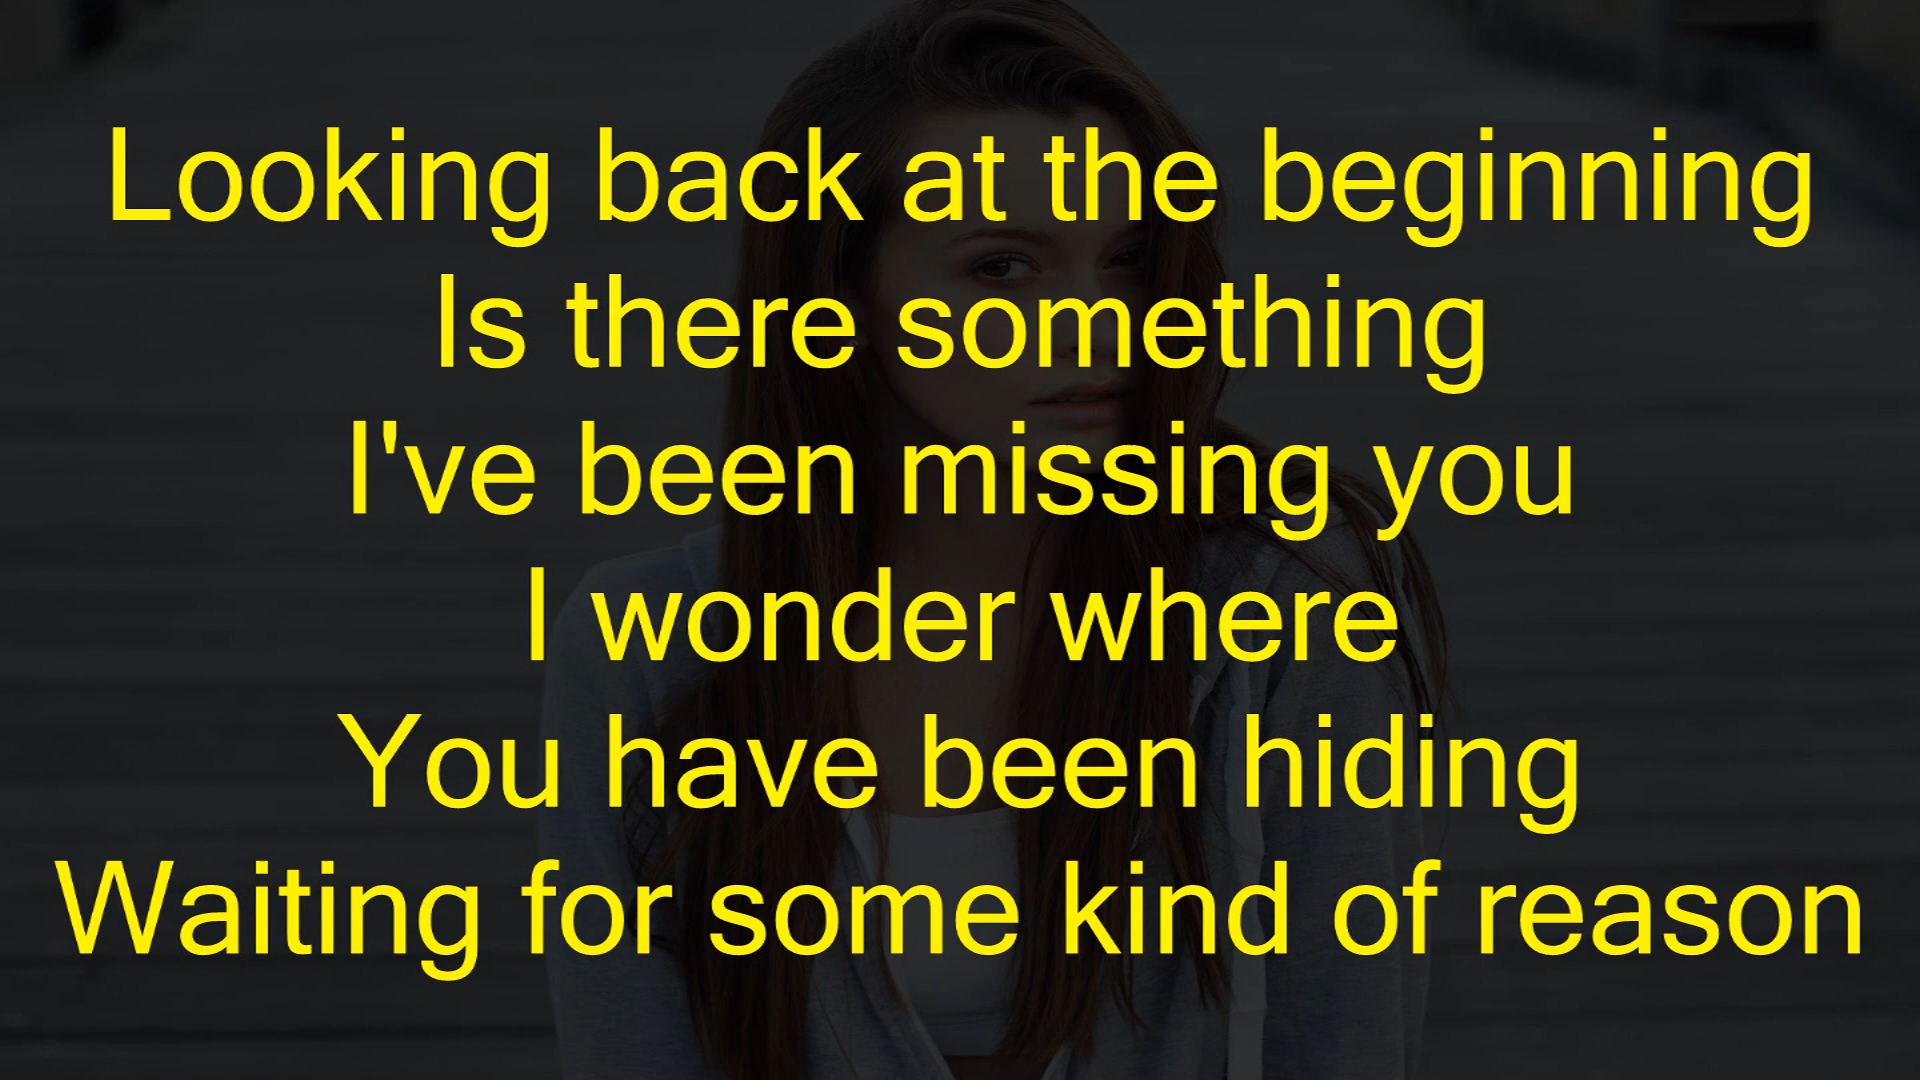 Looking back at the beginning
Is there something
I've been missing you
I wonder where
You have been hiding
Waiting for some kind of reason